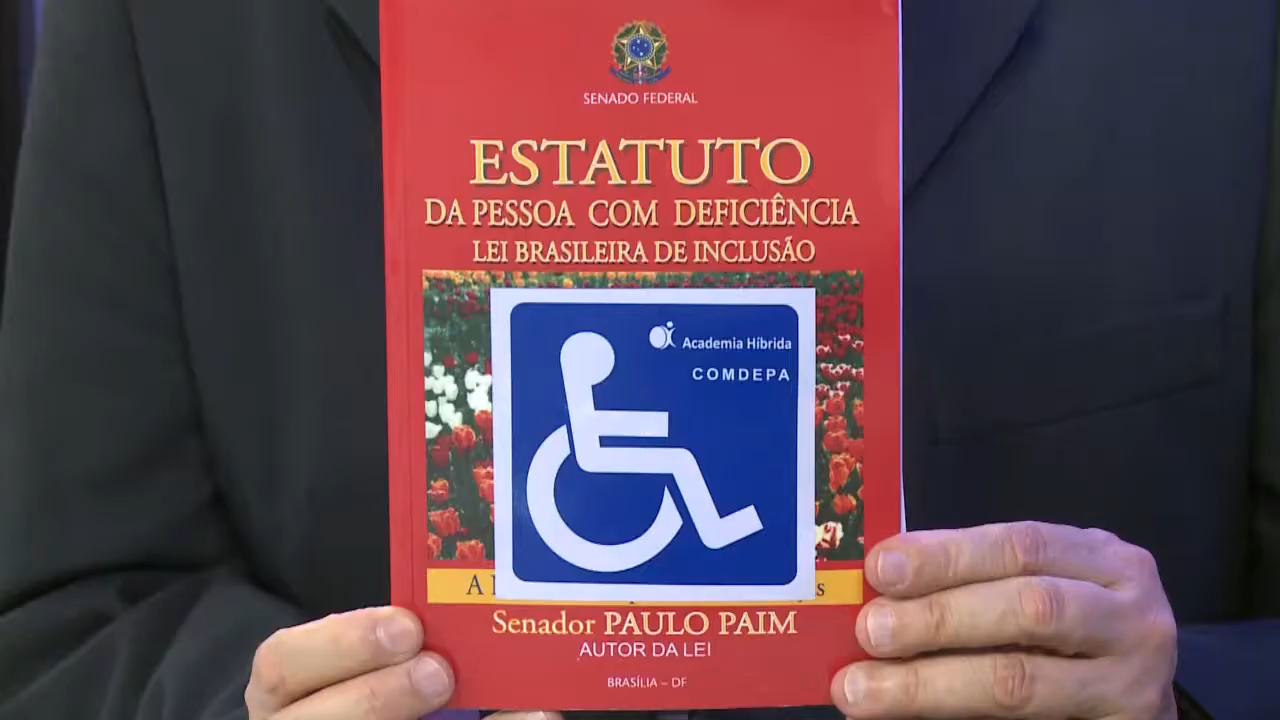 SENADO FEDERAL
ESTATUTO
DA PESSOA COM DEFICIÊNCIA
LEI BRASILEIRA DE INCLUSÃO
Academia Híbrida
COMDEPA
A
Senador PAULO PAIM
AUTOR DA LEI
BRASÍLIA – DF